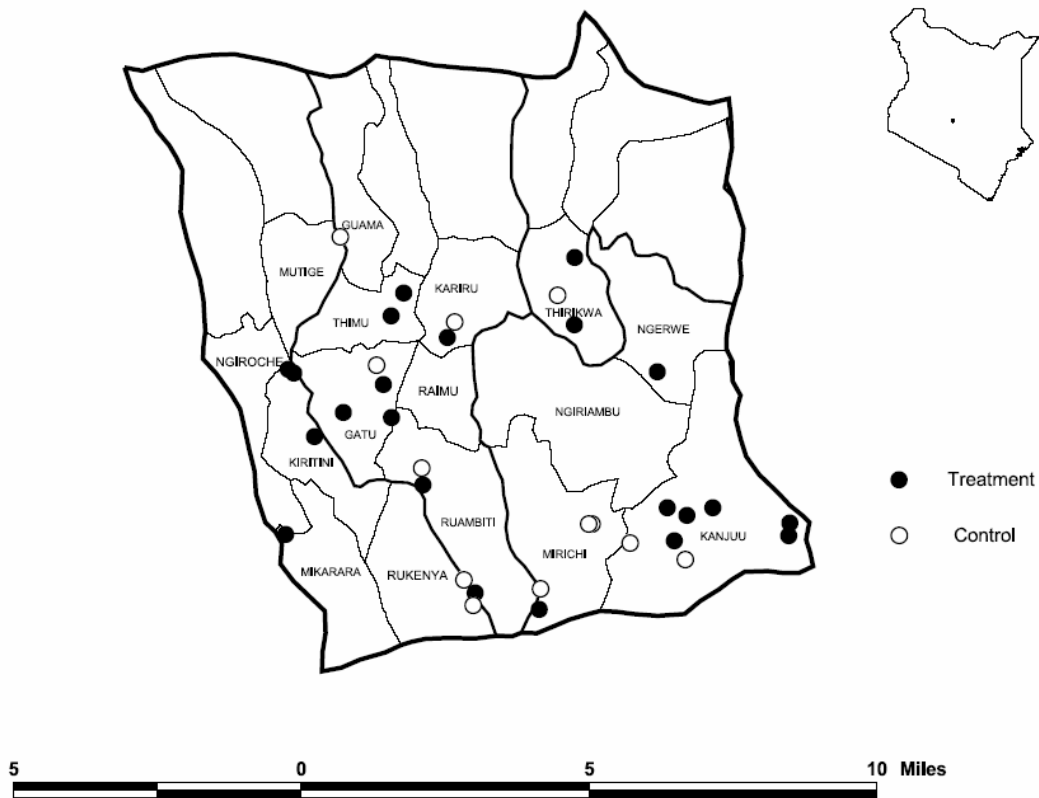 GUAMA
MUTIGE
KARIRU
THIMU
THIRIKWA
NGERWE
NGIROCHE
RAIMU
NGIRIAMBU
GATU
KIRITINI
Treatment
RUAMBITI
KANJUU
Control
MIRICHI
MIKARARA
RUKENYA
5 0 5 10 Miles